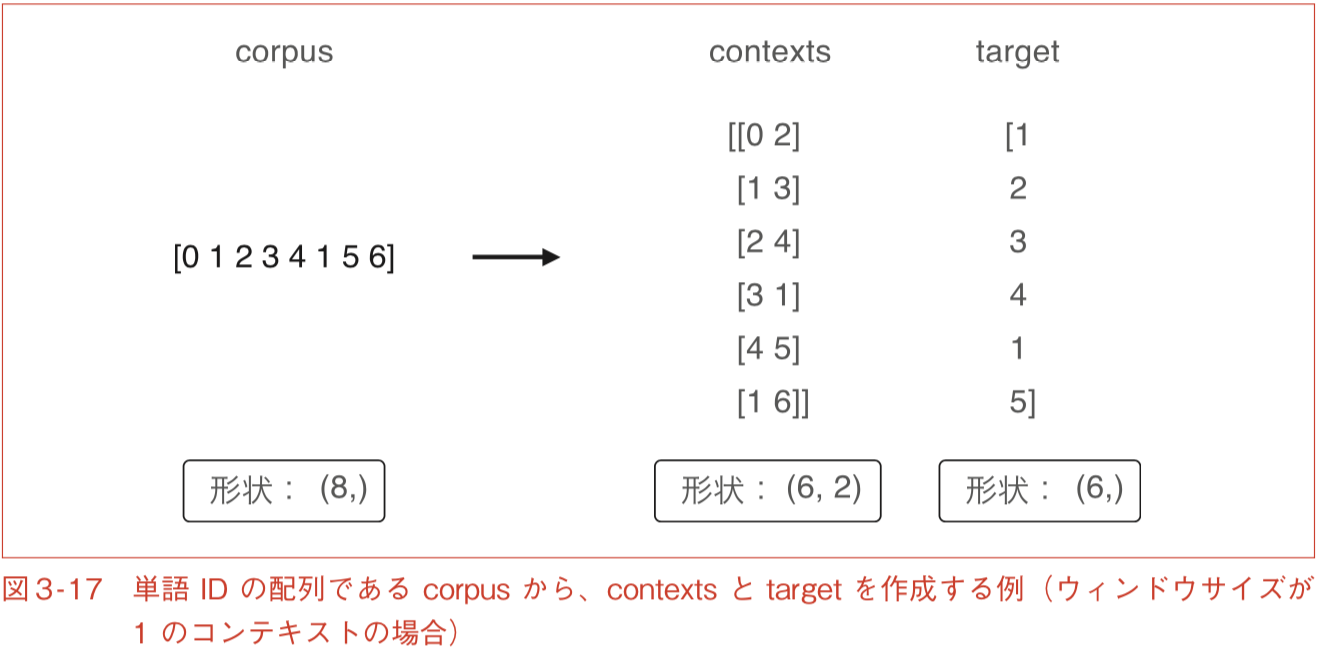 corpus
contexts
target
[0 1 2 3 4 1 5 6]
[[0 2]
[1 3]
[2 4]
[3 1]
[4 5]
[1 6]]
[1
2
3
4
1
5]
形状： (8,)
形状： (6, 2)
形状： (6,)
図3-17 単語 ID の配列である corpus から、contexts と target を作成する例（ウィンドウサイズが
1 のコンテキストの場合）